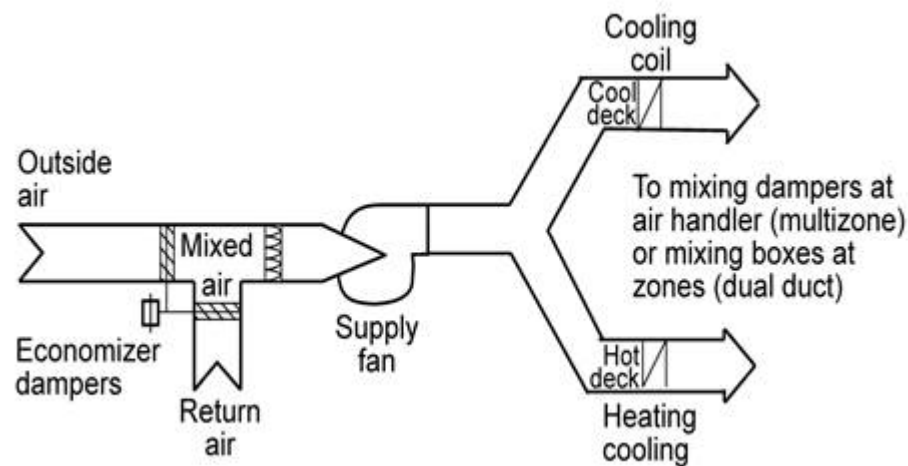 Cooling
coil
Cool
deck
Outside
air
Mixed
air
To mixing dampers at
air handler (multizone)
or mixing boxes at
zones (dual duct)
Supply
fan
Economizer
dampers
Return
air
Hot
deck
Heating
cooling